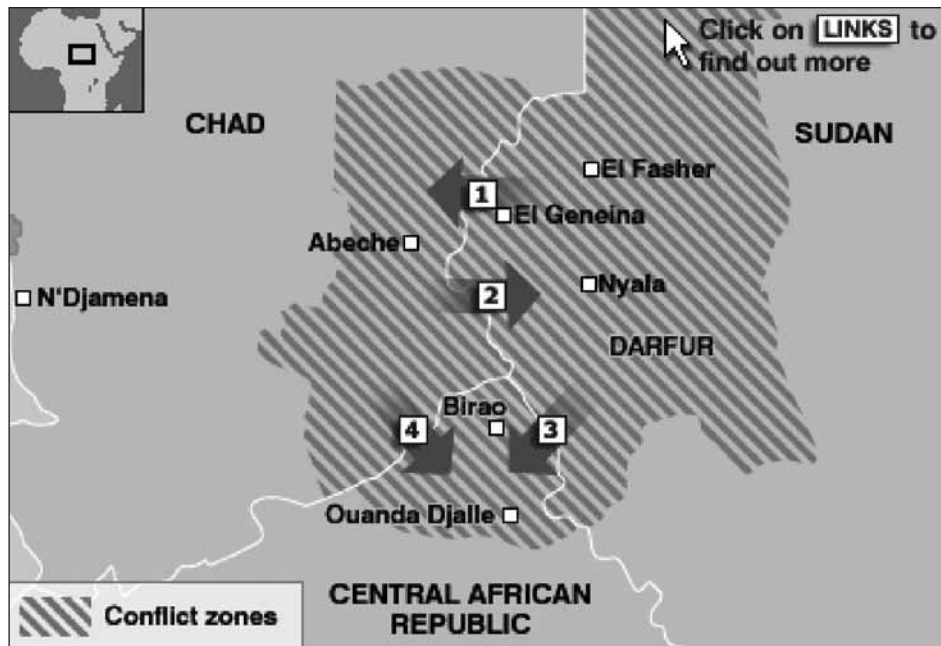 Click on LINKS to
find out more
CHAD
SUDAN
El Fasher
1
El Geneina
Abeche
N'Djamena
2
Nyala
DARFUR
Birao
4
3
Ouanda Djalle
CENTRAL AFRICAN
REPUBLIC
Conflict zones